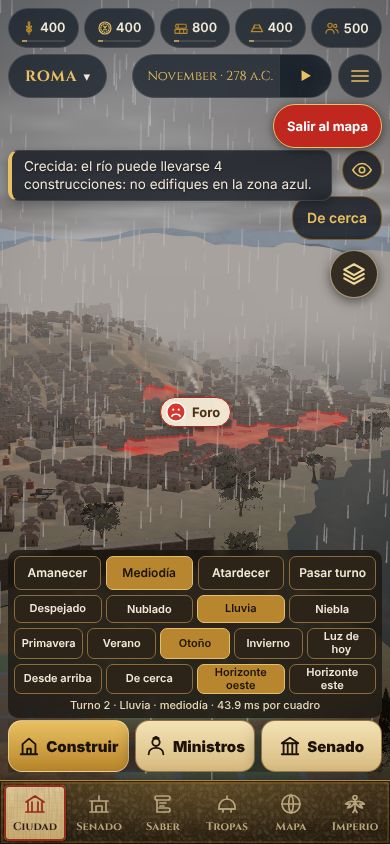 400
400
800
400
500
ROMA ▾
NOVEMBER · 278 A.C.
Salir al mapa
Crecida: el río puede llevarse 4
construcciones: no edifiques en la zona azul.
De cerca
Foro
Amanecer
Mediodía
Atardecer
Pasar turno
Despejado
Nublado
Lluvia
Niebla
Primavera
Verano
Otoño
Invierno
Luz de
hoy
Desde arriba
De cerca
Horizonte
oeste
Horizonte
este
Turno 2 · Lluvia · mediodía · 43.9 ms por cuadro
Construir
Ministros
Senado
CIUDAD
SENADO
SABER
TROPAS
MAPA
IMPERIO